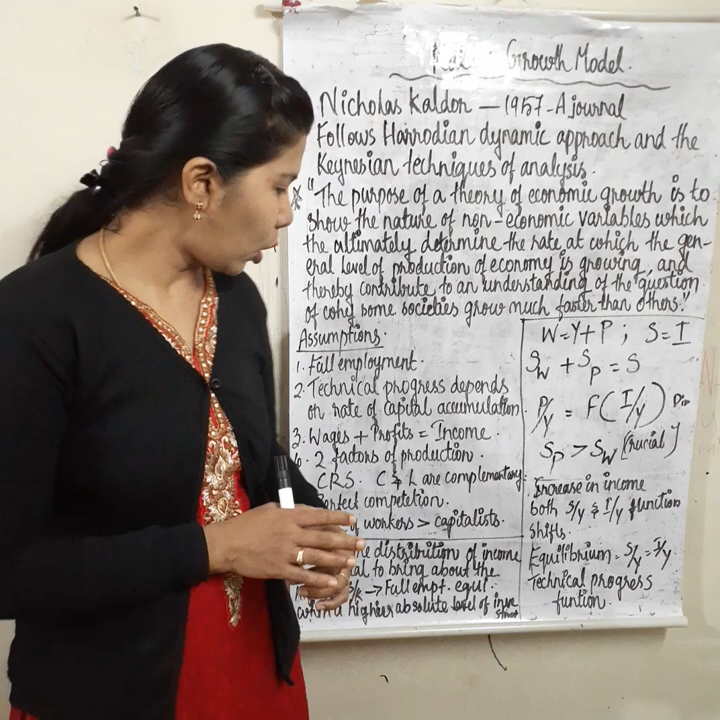 Growth Model.
Nicholas Kaldor — 1957 - A journal
Follows Harrodian dynamic approach and the
Keynesian techniques of analysis.
* "The purpose of a theory of economic growth is to
show the nature of non-economic variables which
the ultimately determine the rate at which the gen-
eral level of production of economy is growing, and
thereby contribute to an understanding of the question
of why some societies grow much faster than others."
Assumptions:
1. Full employment.
2. Technical progress depends
on rate of capital accumulation.
3. Wages + Profits = Income.
2 factors of production.
CRS. C & L are complementary
Perfect competition.
workers > capitalists.
distribution of income
to bring about the
→ Full empt. equi.
a higher absolute level of inve
stment
W=Y+P ; S=I
Sw + Sp = S
P/Y = F(I/Y)
Sp > Sw [Crucial]
Increase in income
both S/Y & I/Y function
shifts.
Equilibrium = S/Y = I/Y
Technical progress
funtion.